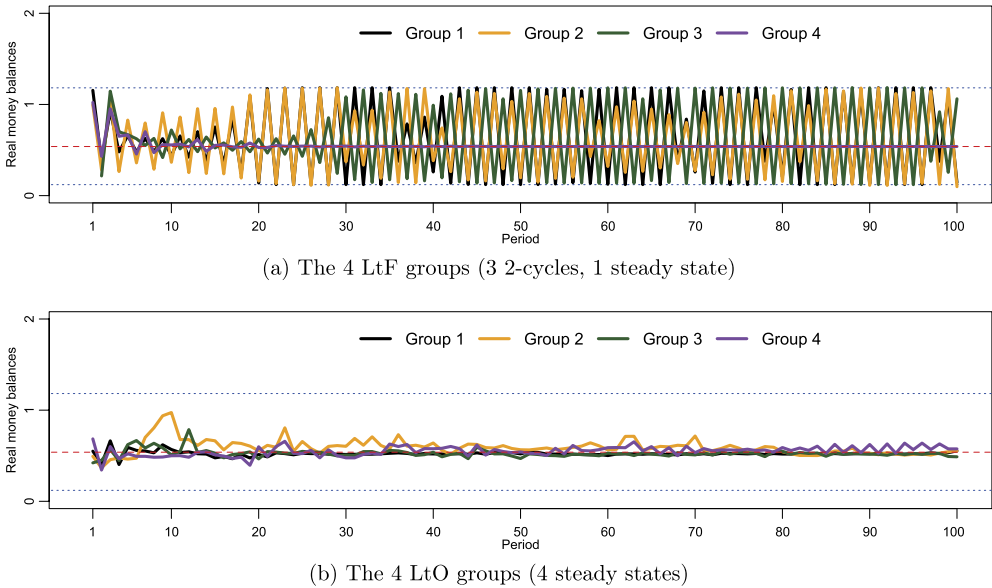 Real money balances
0 1 2
Group 1 Group 2 Group 3 Group 4
1 10 20 30 40 50 60 70 80 90 100
Period
(a) The 4 LtF groups (3 2-cycles, 1 steady state)
Real money balances
0 1 2
Group 1 Group 2 Group 3 Group 4
1 10 20 30 40 50 60 70 80 90 100
Period
(b) The 4 LtO groups (4 steady states)